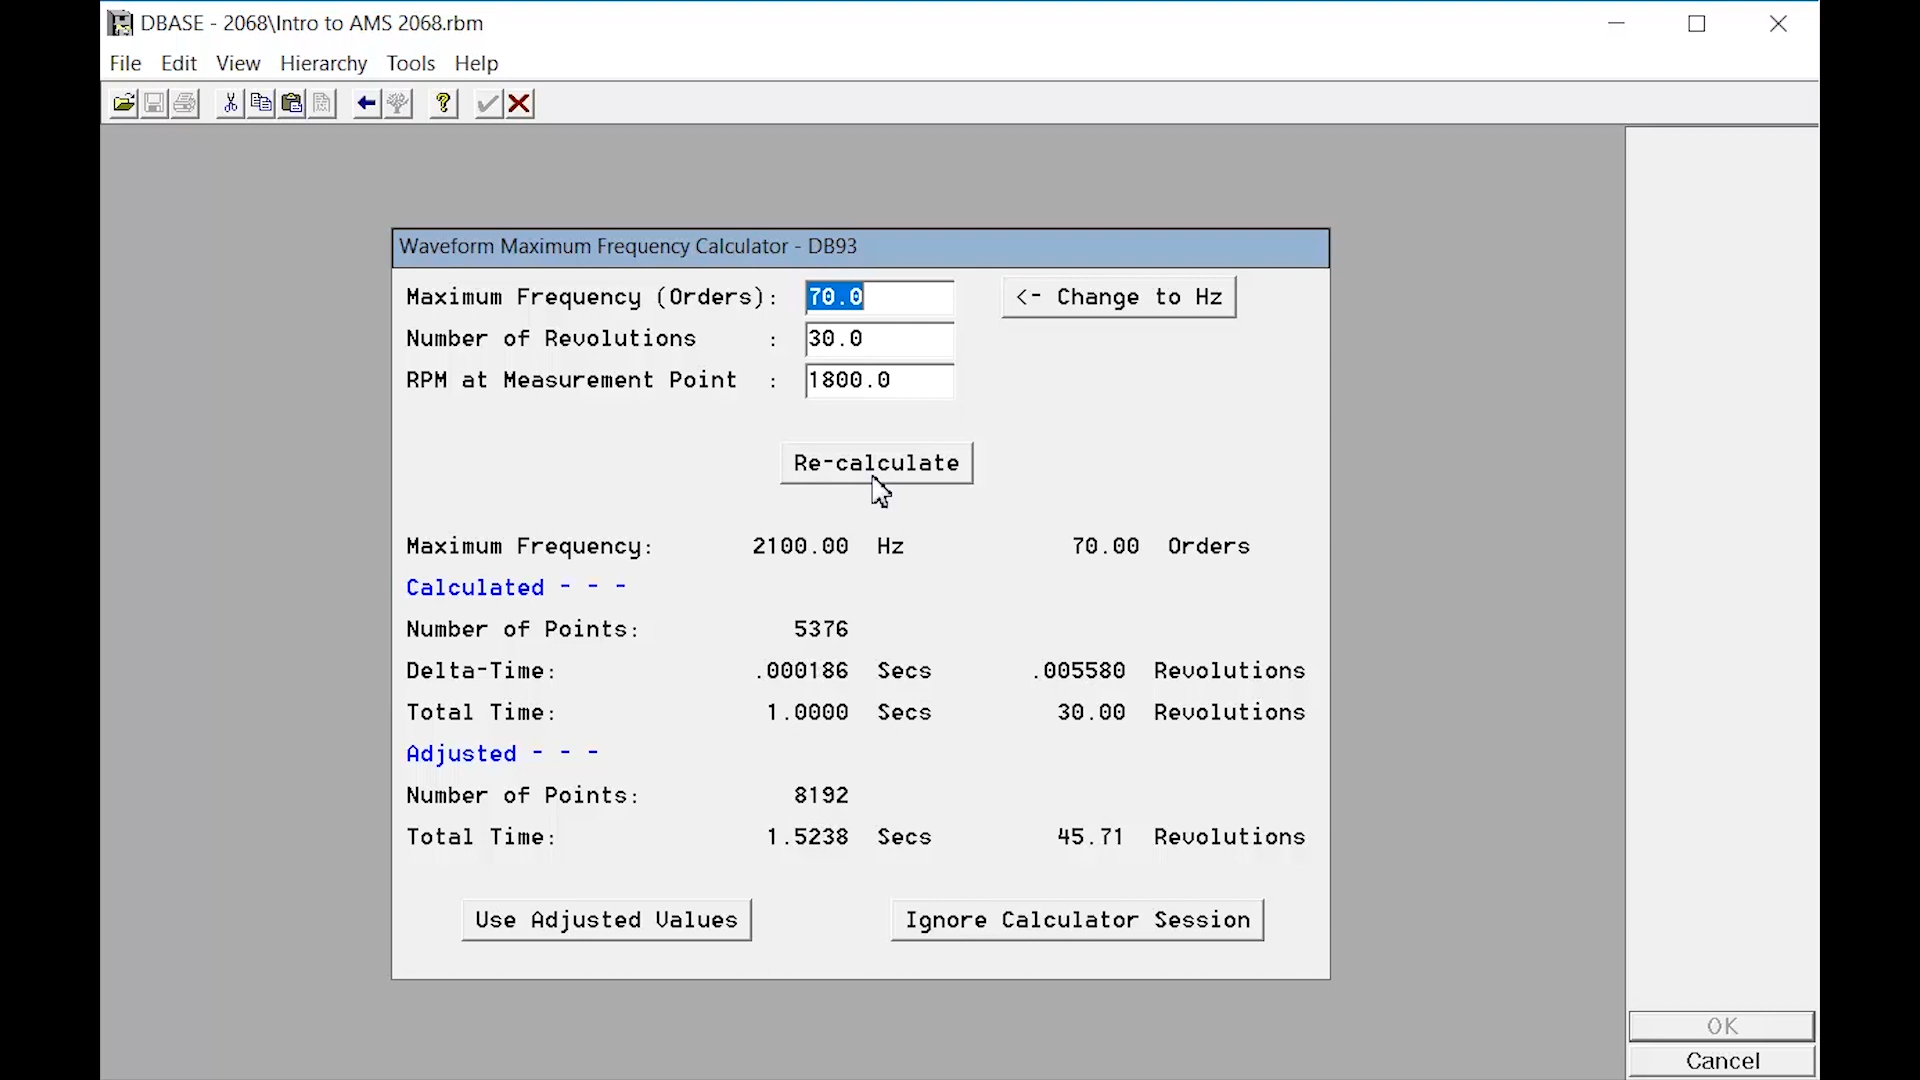 DBASE - 2068\Intro to AMS 2068.rbm
File Edit View Hierarchy Tools Help
Waveform Maximum Frequency Calculator - DB93
Maximum Frequency (Orders): 70.0 <- Change to Hz
Number of Revolutions : 30.0
RPM at Measurement Point : 1800.0
Re-calculate
Maximum Frequency: 2100.00 Hz 70.00 Orders
Calculated - - -
Number of Points: 5376
Delta-Time: .000186 Secs .005580 Revolutions
Total Time: 1.0000 Secs 30.00 Revolutions
Adjusted - - -
Number of Points: 8192
Total Time: 1.5238 Secs 45.71 Revolutions
Use Adjusted Values Ignore Calculator Session
OK
Cancel